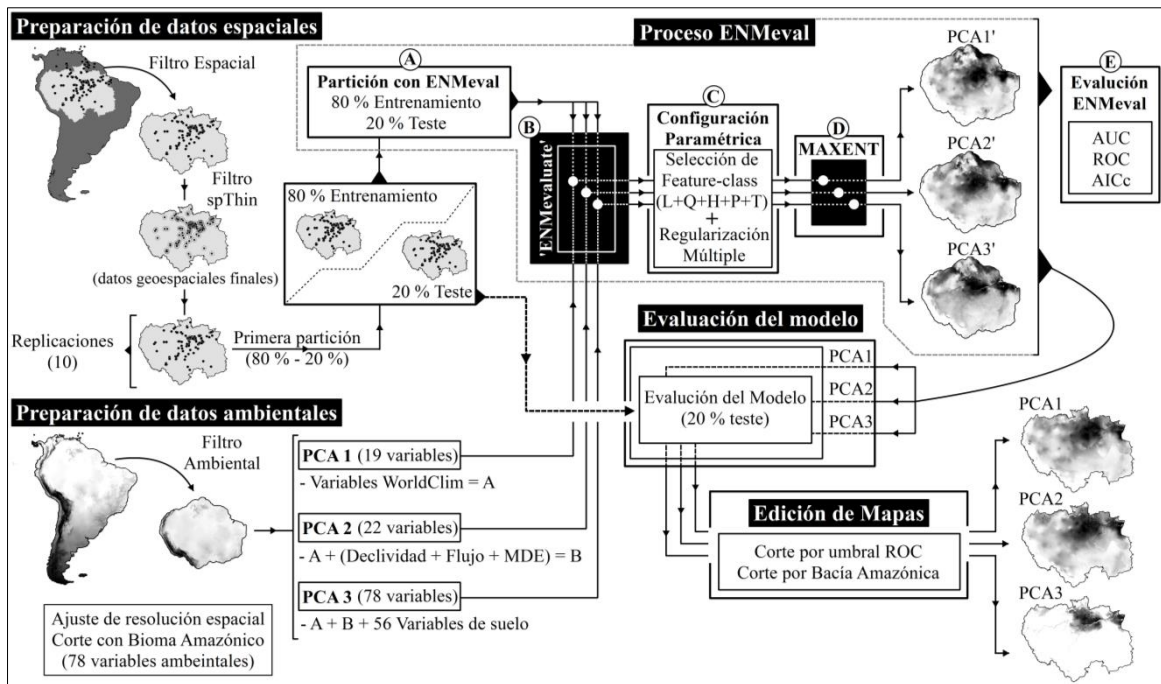 Preparación de datos espaciales
Filtro Espacial
Filtro
spThin
(datos geoespaciales finales)
Replicaciones
(10)
Primera partición
(80 % - 20 %)
80 % Entrenamiento
20 % Teste
A
Partición con ENMeval
80 % Entrenamiento
20 % Teste
Proceso ENMeval
B
'ENMevaluate'
C
Configuración
Paramétrica
Selección de
Feature-class
(L+Q+H+P+T)
+
Regularización
Múltiple
D
MAXENT
PCA1'
PCA2'
PCA3'
E
Evalución
ENMeval
AUC
ROC
AICc
Preparación de datos ambientales
Filtro
Ambiental
Ajuste de resolución espacial
Corte con Bioma Amazónico
(78 variables ambeintales)
PCA 1 (19 variables)
- Variables WorldClim = A
PCA 2 (22 variables)
- A + (Declividad + Flujo + MDE) = B
PCA 3 (78 variables)
- A + B + 56 Variables de suelo
Evaluación del modelo
Evaluación del Modelo
(20 % teste)
PCA1
PCA2
PCA3
Edición de Mapas
Corte por umbral ROC
Corte por Bacía Amazónica
PCA1
PCA2
PCA3